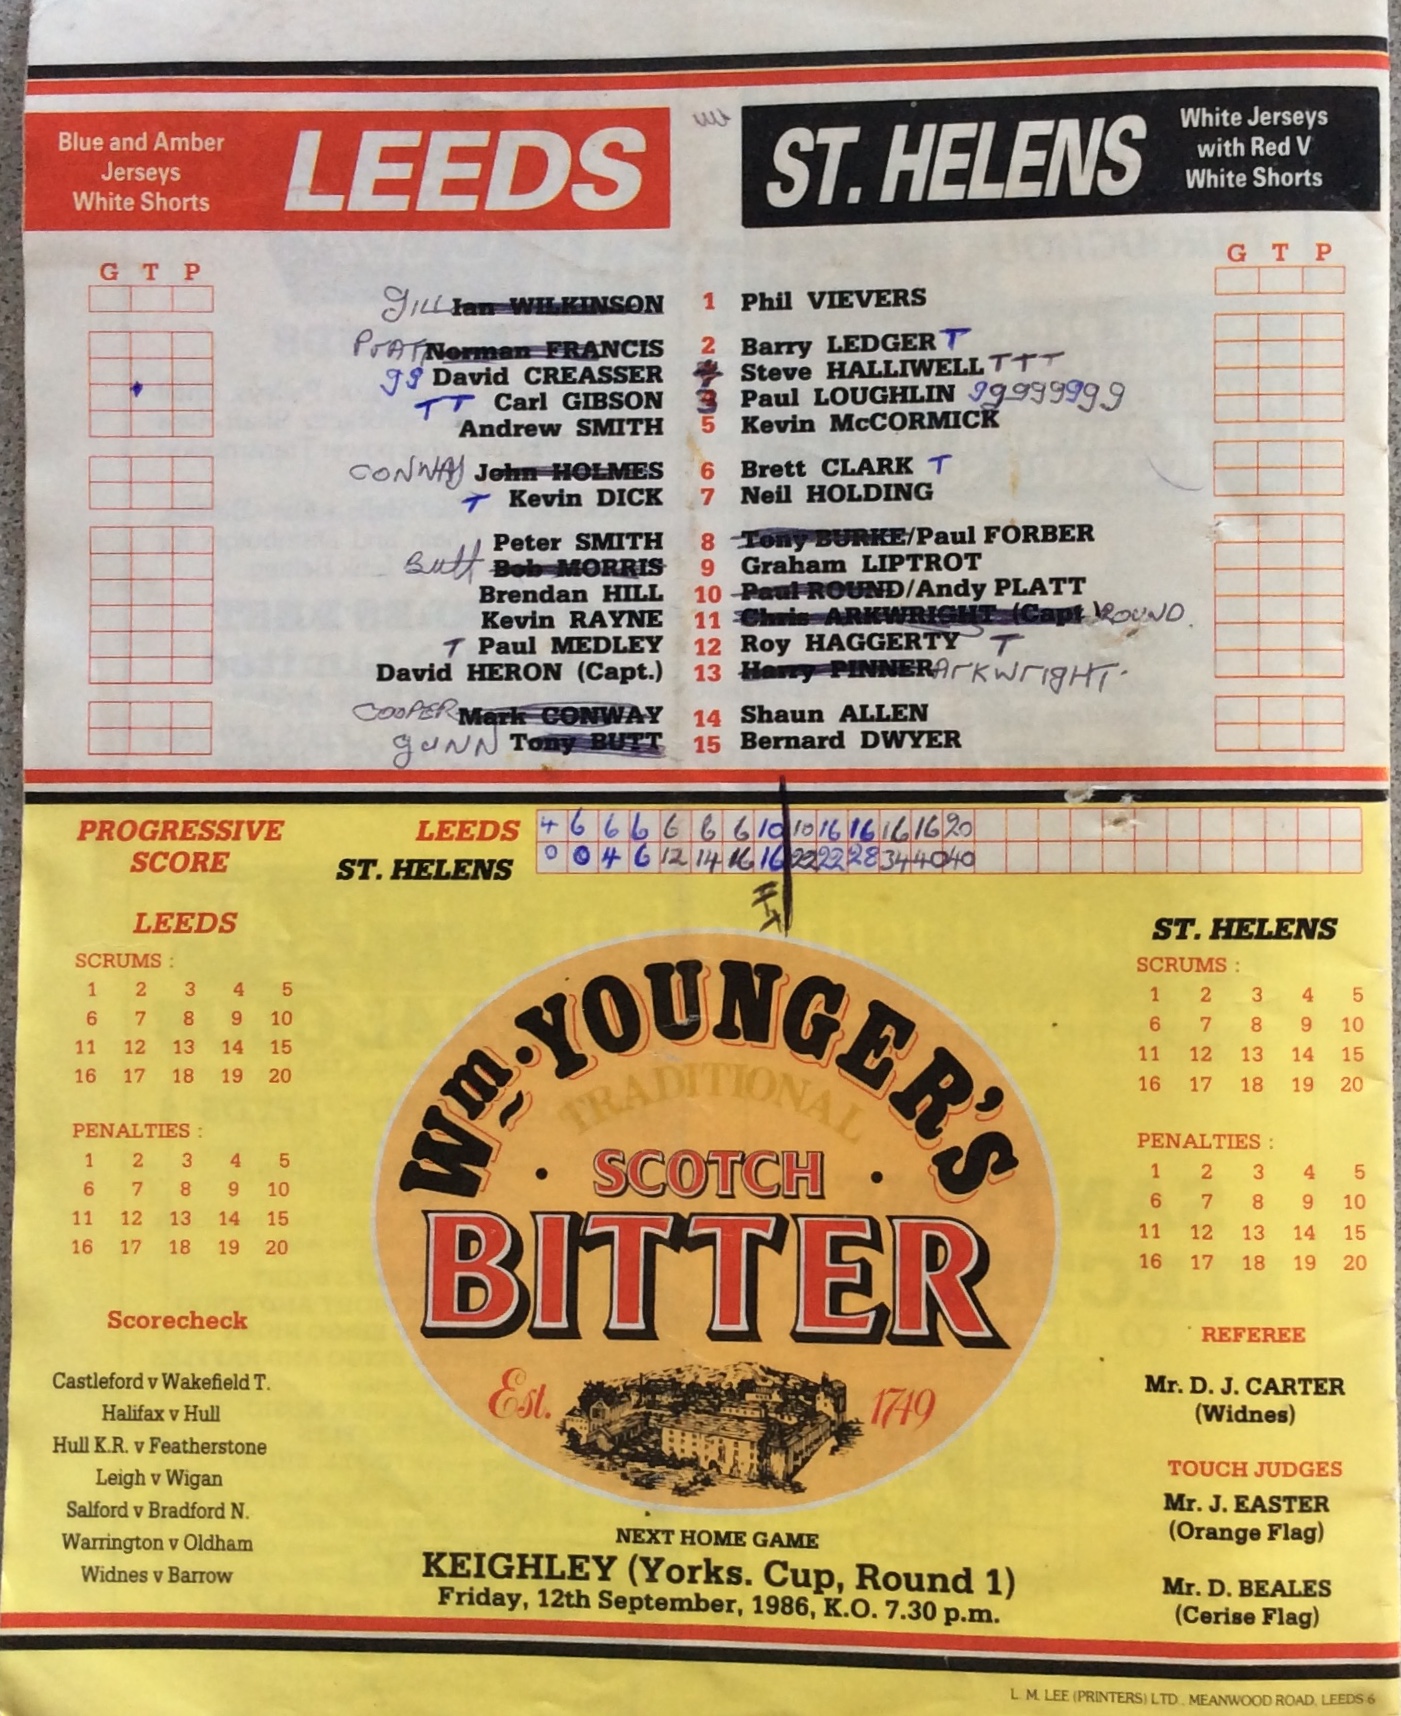 Blue and Amber
Jerseys
White Shorts
LEEDS
ST. HELENS
White Jerseys
with Red V
White Shorts
G T P
G T P
GILL Ian WILKINSON 1 Phil VIEVERS
PrATT Norman FRANCIS 2 Barry LEDGER T
gg David CREASSER 4 Steve HALLIWELL TTT
TT Carl GIBSON 3 Paul LOUGHLIN gggggggg
Andrew SMITH 5 Kevin McCORMICK
CONWAY John HOLMES 6 Brett CLARK T
T Kevin DICK 7 Neil HOLDING
Peter SMITH 8 Tony BURKE/Paul FORBER
Butt Bob MORRIS 9 Graham LIPTROT
Brendan HILL 10 Paul ROUND/Andy PLATT
Kevin RAYNE 11 Chris ARKWRIGHT (Capt.) ROUND.
T Paul MEDLEY 12 Roy HAGGERTY T
David HERON (Capt.) 13 Harry PINNER ArKWrigHT.
COOPER Mark CONWAY 14 Shaun ALLEN
gUNN Tony BUTT 15 Bernard DWYER
PROGRESSIVE
SCORE
LEEDS 4 6 6 6 6 6 6 10 10 16 16 16 16 20
ST. HELENS 0 0 4 6 12 14 16 16 22 22 28 34 40 40
LEEDS
SCRUMS :
1 2 3 4 5
6 7 8 9 10
11 12 13 14 15
16 17 18 19 20
PENALTIES :
1 2 3 4 5
6 7 8 9 10
11 12 13 14 15
16 17 18 19 20
Scorecheck
Castleford v Wakefield T.
Halifax v Hull
Hull K.R. v Featherstone
Leigh v Wigan
Salford v Bradford N.
Warrington v Oldham
Widnes v Barrow
Wm. YOUNGER'S
TRADITIONAL
· SCOTCH ·
BITTER
Est. 1749
NEXT HOME GAME
KEIGHLEY (Yorks. Cup, Round 1)
Friday, 12th September, 1986, K.O. 7.30 p.m.
ST. HELENS
SCRUMS :
1 2 3 4 5
6 7 8 9 10
11 12 13 14 15
16 17 18 19 20
PENALTIES :
1 2 3 4 5
6 7 8 9 10
11 12 13 14 15
16 17 18 19 20
REFEREE
Mr. D. J. CARTER
(Widnes)
TOUCH JUDGES
Mr. J. EASTER
(Orange Flag)
Mr. D. BEALES
(Cerise Flag)
L. M. LEE (PRINTERS) LTD., MEANWOOD ROAD, LEEDS 6